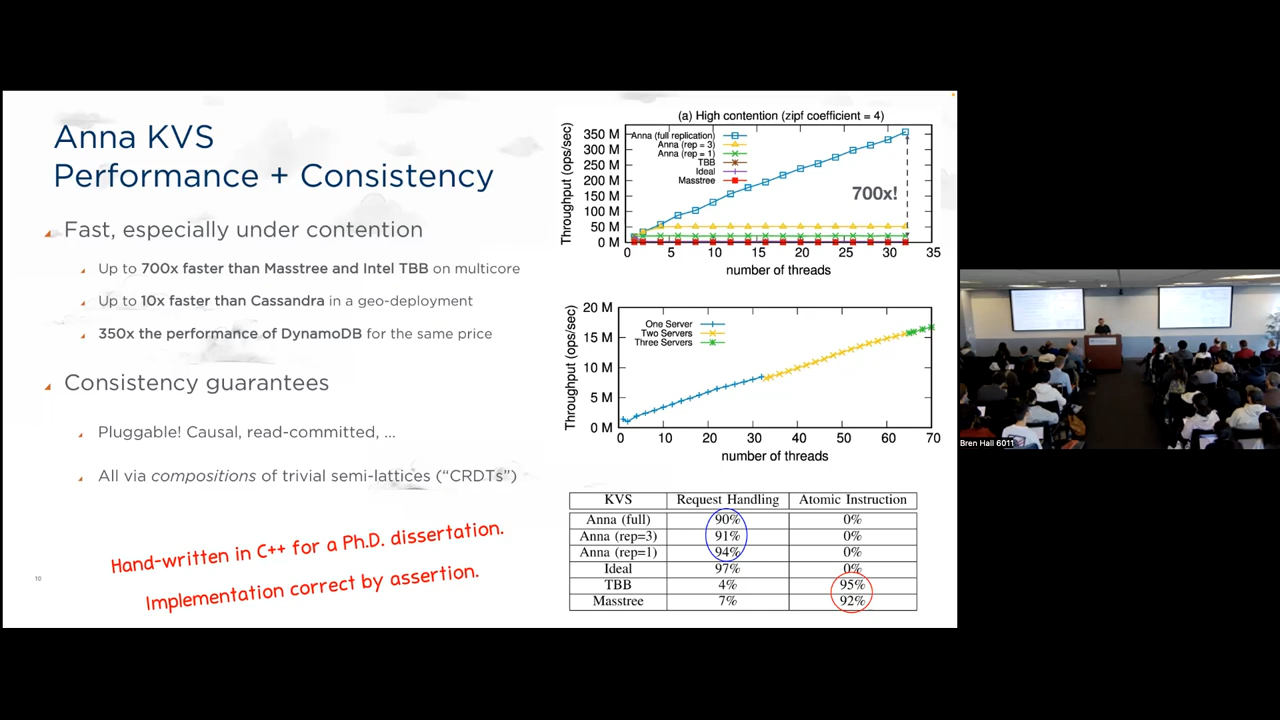 Anna KVS
Performance + Consistency
Fast, especially under contention
Up to 700x faster than Masstree and Intel TBB on multicore
Up to 10x faster than Cassandra in a geo-deployment
350x the performance of DynamoDB for the same price
Consistency guarantees
Pluggable! Causal, read-committed, ...
All via compositions of trivial semi-lattices (“CRDTs”)
Hand-written in C++ for a Ph.D. dissertation.
Implementation correct by assertion.
10
(a) High contention (zipf coefficient = 4)
Throughput (ops/sec)
350 M
300 M
250 M
200 M
150 M
100 M
50 M
0 M
Anna (full replication)
Anna (rep = 3)
Anna (rep = 1)
TBB
Ideal
Masstree
700x!
0 5 10 15 20 25 30 35
number of threads
Throughput (ops/sec)
20 M
15 M
10 M
5 M
0 M
One Server
Two Servers
Three Servers
0 10 20 30 40 50 60 70
number of threads
KVS Request Handling Atomic Instruction
Anna (full) 90% 0%
Anna (rep=3) 91% 0%
Anna (rep=1) 94% 0%
Ideal 97% 0%
TBB 4% 95%
Masstree 7% 92%
Bren Hall 6011